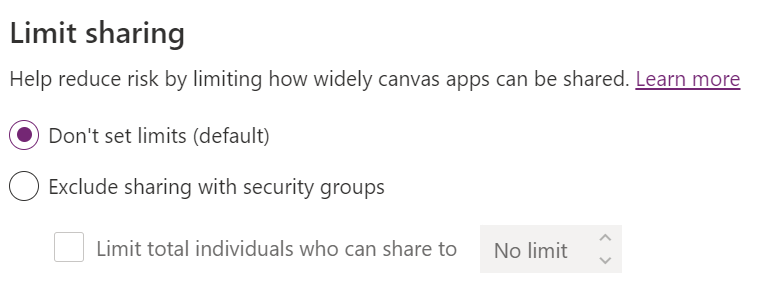 Limit sharing
Help reduce risk by limiting how widely canvas apps can be shared. Learn more
Don't set limits (default)
Exclude sharing with security groups
Limit total individuals who can share to No limit